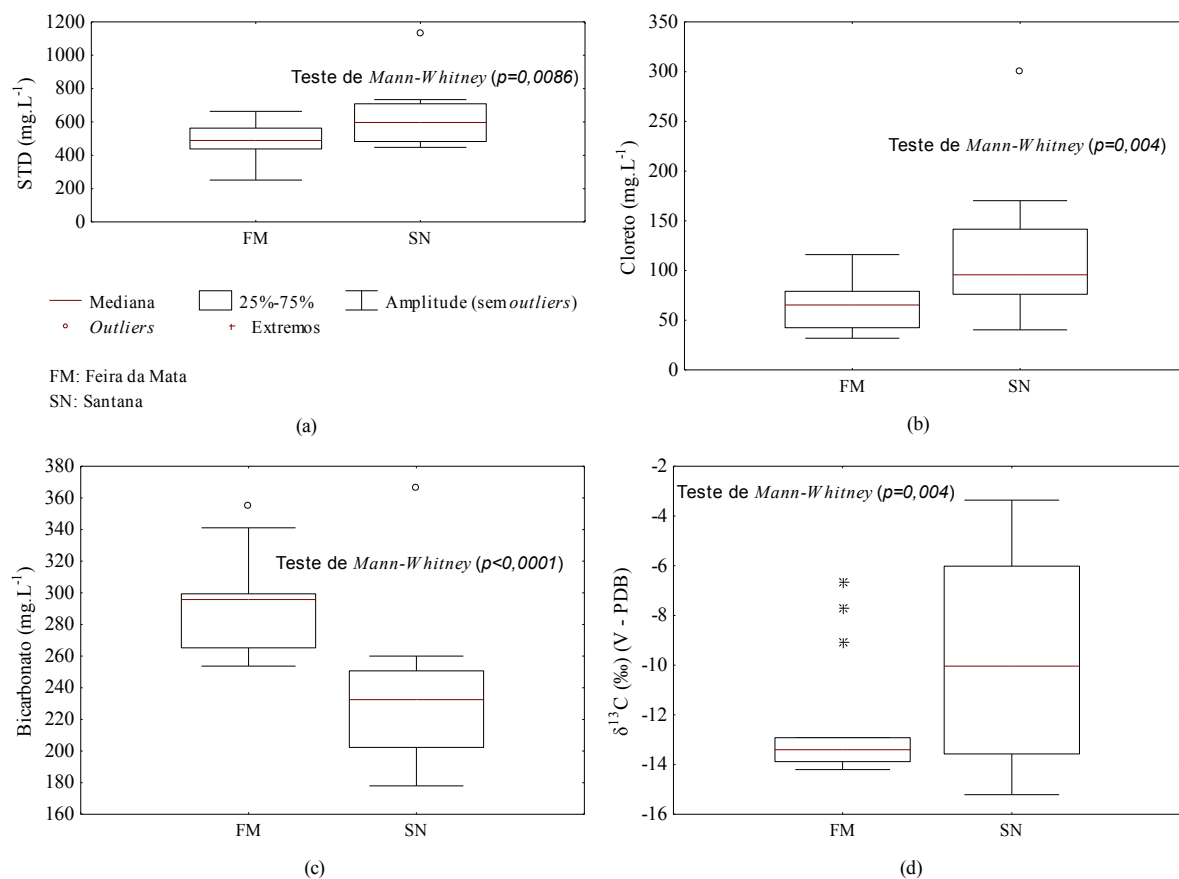 1200
1000
800
600
400
200
0
STD (mg.L-1)
Teste de Mann-Whitney (p=0,0086)
FM SN
Mediana 25%-75% Amplitude (sem outliers)
Outliers Extremos
FM: Feira da Mata
SN: Santana
(a)
350
300
250
200
150
100
50
0
Cloreto (mg.L-1)
Teste de Mann-Whitney (p=0,004)
FM SN
(b)
380
360
340
320
300
280
260
240
220
200
180
160
Bicarbonato (mg.L-1)
Teste de Mann-Whitney (p<0,0001)
FM SN
(c)
-2
-4
-6
-8
-10
-12
-14
-16
δ13C (‰) (V - PDB)
Teste de Mann-Whitney (p=0,004)
FM SN
(d)